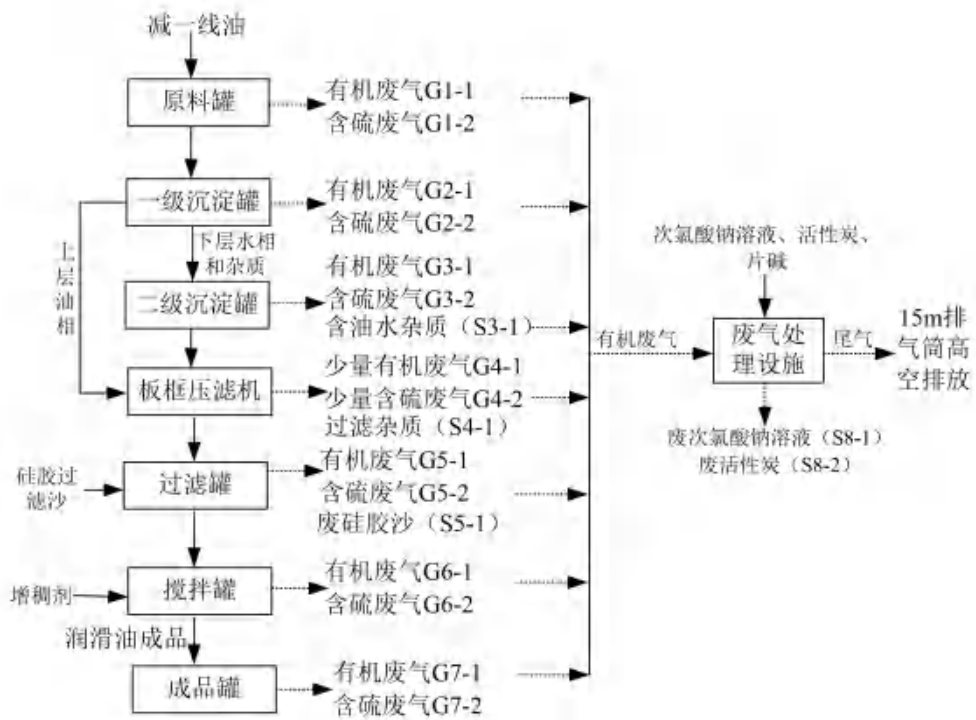 减一线油
原料罐
有机废气G1-1
含硫废气G1-2
一级沉淀罐
有机废气G2-1
含硫废气G2-2
上层油相
下层水相
和杂质
二级沉淀罐
有机废气G3-1
含硫废气G3-2
含油水杂质（S3-1）
板框压滤机
少量有机废气G4-1
少量含硫废气G4-2
过滤杂质（S4-1）
硅胶过
滤沙
过滤罐
有机废气G5-1
含硫废气G5-2
废硅胶沙（S5-1）
增稠剂
搅拌罐
有机废气G6-1
含硫废气G6-2
润滑油成品
成品罐
有机废气G7-1
含硫废气G7-2
有机废气
次氯酸钠溶液、活性炭、
片碱
废气处
理设施
尾气
15m排
气筒高
空排放
废次氯酸钠溶液（S8-1）
废活性炭（S8-2）